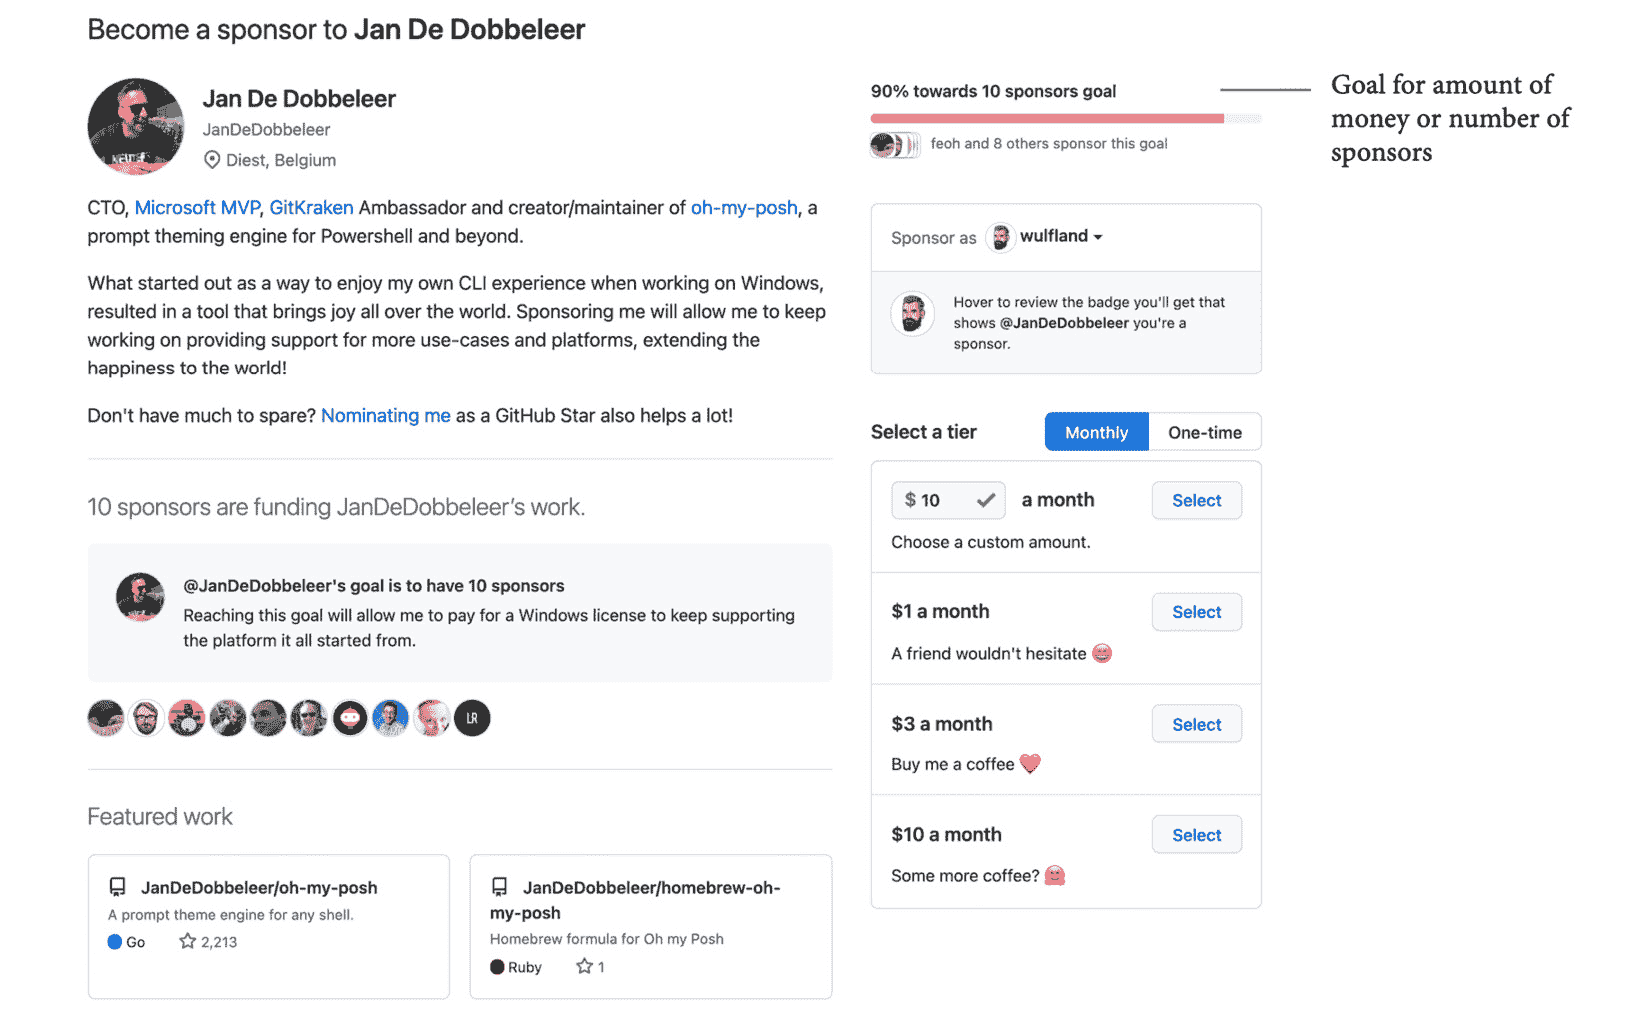 Become a sponsor to Jan De Dobbeleer
Jan De Dobbeleer
JanDeDobbeleer
Diest, Belgium
CTO, Microsoft MVP, GitKraken Ambassador and creator/maintainer of oh-my-posh, a
prompt theming engine for Powershell and beyond.
What started out as a way to enjoy my own CLI experience when working on Windows,
resulted in a tool that brings joy all over the world. Sponsoring me will allow me to keep
working on providing support for more use-cases and platforms, extending the
happiness to the world!
Don't have much to spare? Nominating me as a GitHub Star also helps a lot!
10 sponsors are funding JanDeDobbeleer's work.
@JanDeDobbeleer's goal is to have 10 sponsors
Reaching this goal will allow me to pay for a Windows license to keep supporting
the platform it all started from.
LR
Featured work
JanDeDobbeleer/oh-my-posh
A prompt theme engine for any shell.
Go 2,213
JanDeDobbeleer/homebrew-oh-
my-posh
Homebrew formula for Oh my Posh
Ruby 1
90% towards 10 sponsors goal
feoh and 8 others sponsor this goal
Goal for amount of
money or number of
sponsors
Sponsor as wulfland
Hover to review the badge you'll get that
shows @JanDeDobbeleer you're a
sponsor.
Select a tier Monthly One-time
$ 10 a month Select
Choose a custom amount.
$1 a month Select
A friend wouldn't hesitate
$3 a month Select
Buy me a coffee
$10 a month Select
Some more coffee?